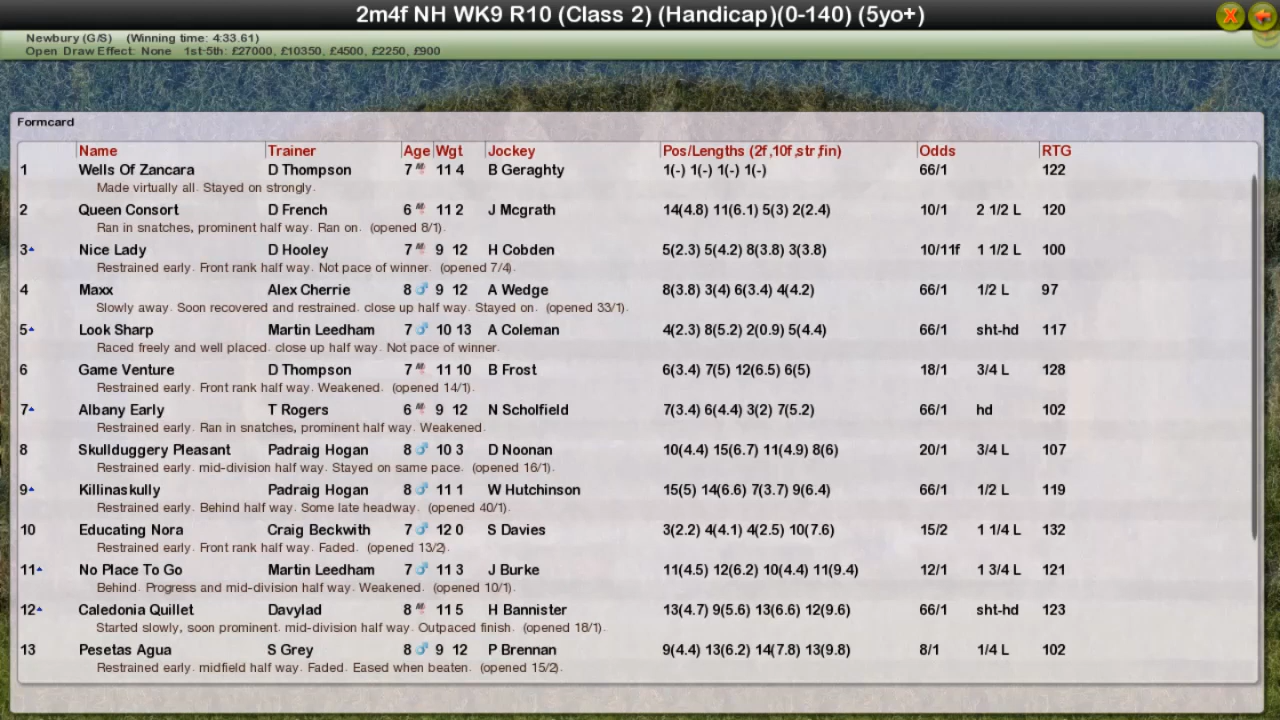 2m4f NH WK9 R10 (Class 2) (Handicap)(0-140) (5yo+)
Newbury (G/S) (Winning time: 4:33.61)
Open Draw Effect: None 1st-5th: £27000, £10350, £4500, £2250, £900
Formcard
Name Trainer Age Wgt Jockey Pos/Lengths (2f,10f,str,fin) Odds RTG
1 Wells Of Zancara D Thompson 7 11 4 B Geraghty 1(-) 1(-) 1(-) 1(-) 66/1 122
Made virtually all. Stayed on strongly.
2 Queen Consort D French 6 11 2 J Mcgrath 14(4.8) 11(6.1) 5(3) 2(2.4) 10/1 2 1/2 L 120
Ran in snatches, prominent half way. Ran on. (opened 8/1).
3 Nice Lady D Hooley 7 9 12 H Cobden 5(2.3) 5(4.2) 8(3.8) 3(3.8) 10/11f 1 1/2 L 100
Restrained early. Front rank half way. Not pace of winner. (opened 7/4).
4 Maxx Alex Cherrie 8 9 12 A Wedge 8(3.8) 3(4) 6(3.4) 4(4.2) 66/1 1/2 L 97
Slowly away. Soon recovered and restrained. close up half way. Stayed on. (opened 33/1).
5 Look Sharp Martin Leedham 7 10 13 A Coleman 4(2.3) 8(5.2) 2(0.9) 5(4.4) 66/1 sht-hd 117
Raced freely and well placed. close up half way. Not pace of winner.
6 Game Venture D Thompson 7 11 10 B Frost 6(3.4) 7(5) 12(6.5) 6(5) 18/1 3/4 L 128
Restrained early. Front rank half way. Weakened. (opened 14/1).
7 Albany Early T Rogers 6 9 12 N Scholfield 7(3.4) 6(4.4) 3(2) 7(5.2) 66/1 hd 102
Restrained early. Ran in snatches, prominent half way. Weakened.
8 Skullduggery Pleasant Padraig Hogan 8 10 3 D Noonan 10(4.4) 15(6.7) 11(4.9) 8(6) 20/1 3/4 L 107
Restrained early. mid-division half way. Stayed on same pace. (opened 16/1).
9 Killinaskully Padraig Hogan 8 11 1 W Hutchinson 15(5) 14(6.6) 7(3.7) 9(6.4) 66/1 1/2 L 119
Restrained early. Behind half way. Some late headway. (opened 40/1).
10 Educating Nora Craig Beckwith 7 12 0 S Davies 3(2.2) 4(4.1) 4(2.5) 10(7.6) 15/2 1 1/4 L 132
Restrained early. Front rank half way. Faded. (opened 13/2).
11 No Place To Go Martin Leedham 7 11 3 J Burke 11(4.5) 12(6.2) 10(4.4) 11(9.4) 12/1 1 3/4 L 121
Behind. Progress and mid-division half way. Weakened. (opened 10/1).
12 Caledonia Quillet Davylad 8 11 5 H Bannister 13(4.7) 9(5.6) 13(6.6) 12(9.6) 66/1 sht-hd 123
Started slowly, soon prominent. mid-division half way. Outpaced finish. (opened 18/1).
13 Pesetas Agua S Grey 8 9 12 P Brennan 9(4.4) 13(6.2) 14(7.8) 13(9.8) 8/1 1/4 L 102
Restrained early. midfield half way. Faded. Eased when beaten. (opened 15/2).